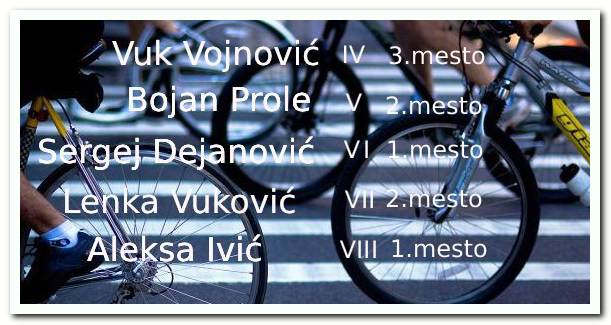 Vuk Vojnović IV 3.mesto
Bojan Prole V 2.mesto
Sergej Dejanović VI 1.mesto
Lenka Vuković VII 2.mesto
Aleksa Ivić VIII 1.mesto